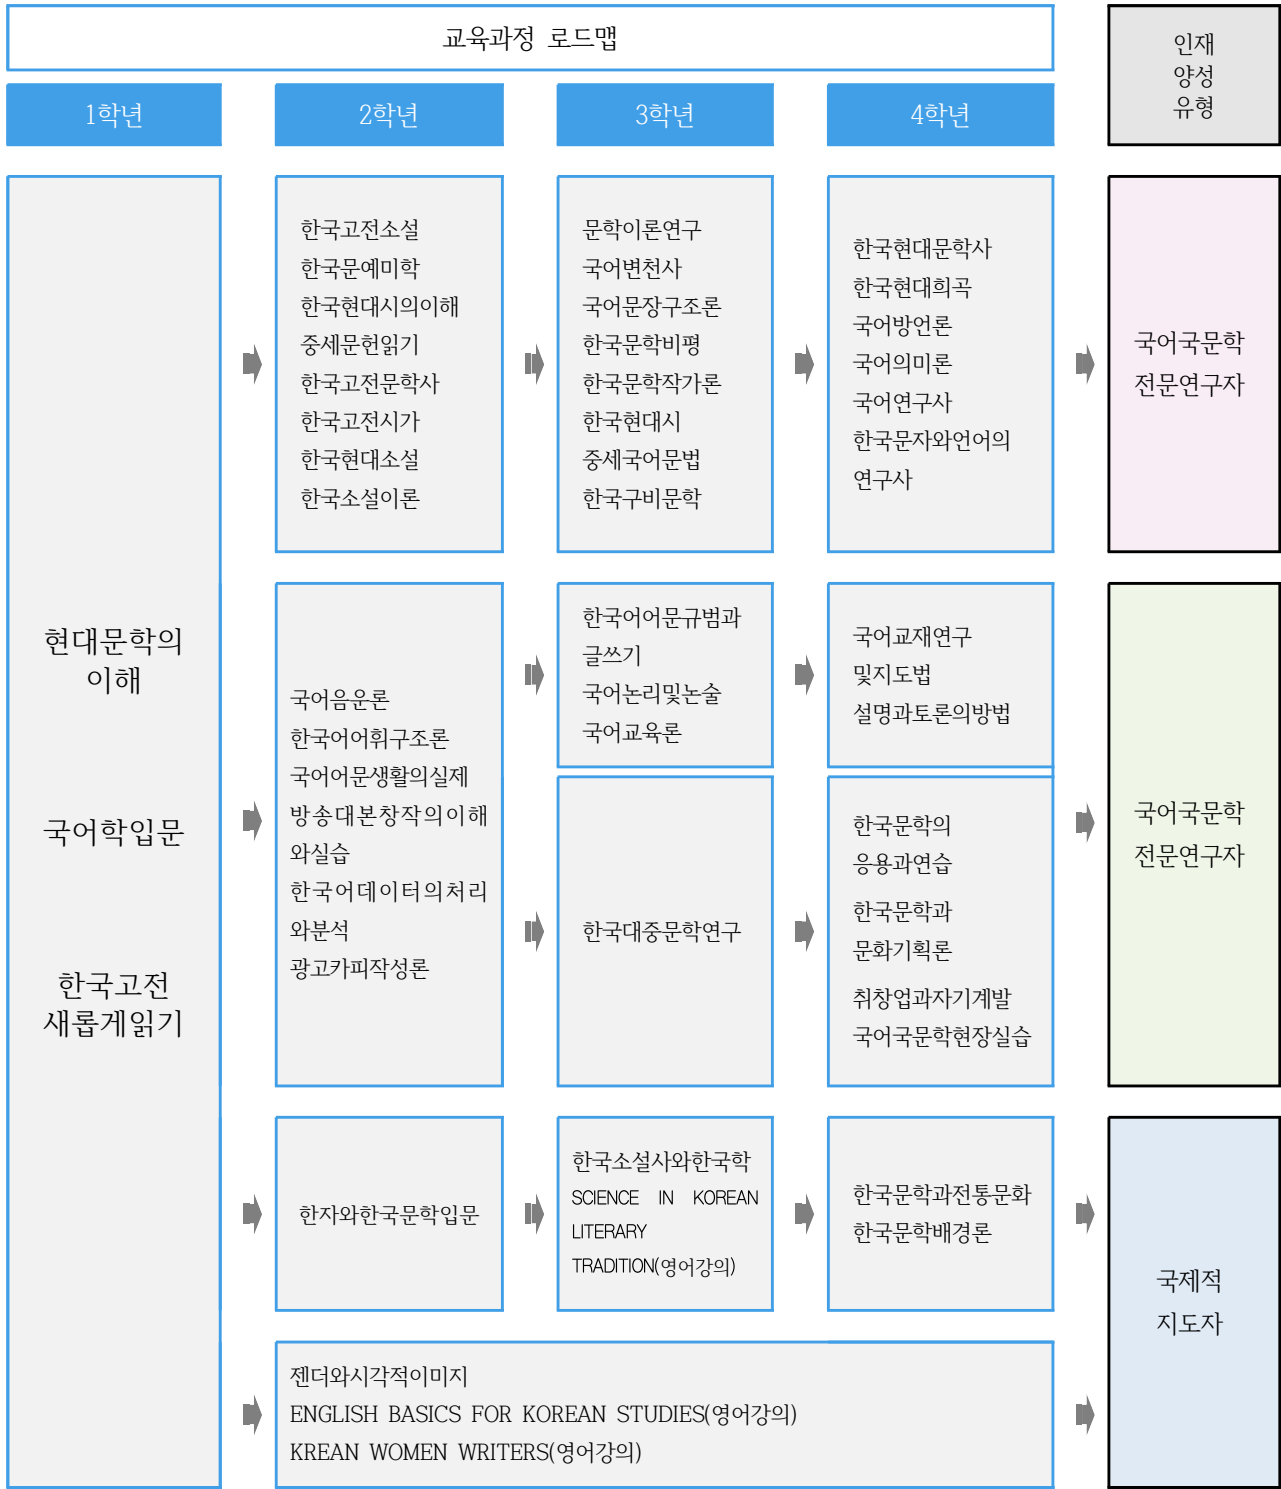 교육과정 로드맵
인재
양성
유형
1학년
2학년
3학년
4학년
현대문학의
이해
국어학입문
한국고전
새롭게읽기
한국고전소설
한국문예미학
한국현대시의이해
중세문헌읽기
한국고전문학사
한국고전시가
한국현대소설
한국소설이론
문학이론연구
국어변천사
국어문장구조론
한국문학비평
한국문학작가론
한국현대시
중세국어문법
한국구비문학
한국현대문학사
한국현대희곡
국어방언론
국어의미론
국어연구사
한국문자와언어의
연구사
국어국문학
전문연구자
국어음운론
한국어어휘구조론
국어어문생활의실제
방송대본창작의이해
와실습
한국어데이터의처리
와분석
광고카피작성론
한국어어문규범과
글쓰기
국어논리및논술
국어교육론
국어교재연구
및지도법
설명과토론의방법
한국대중문학연구
한국문학의
응용과연습
한국문학과
문화기획론
취창업과자기계발
국어국문학현장실습
국어국문학
전문연구자
한자와한국문학입문
한국소설사와한국학
SCIENCE IN KOREAN
LITERARY
TRADITION(영어강의)
한국문학과전통문화
한국문학배경론
국제적
지도자
젠더와시각적이미지
ENGLISH BASICS FOR KOREAN STUDIES(영어강의)
KREAN WOMEN WRITERS(영어강의)